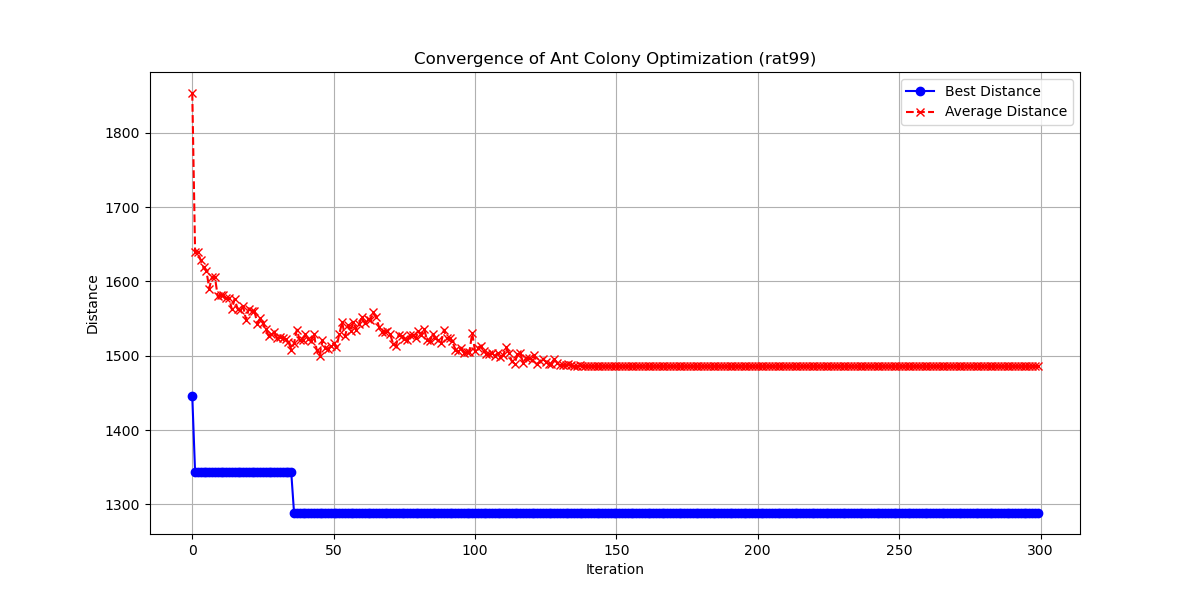 Convergence of Ant Colony Optimization (rat99)
Best Distance
Average Distance
1800
1700
1600
1500
1400
1300
Distance
0 50 100 150 200 250 300
Iteration